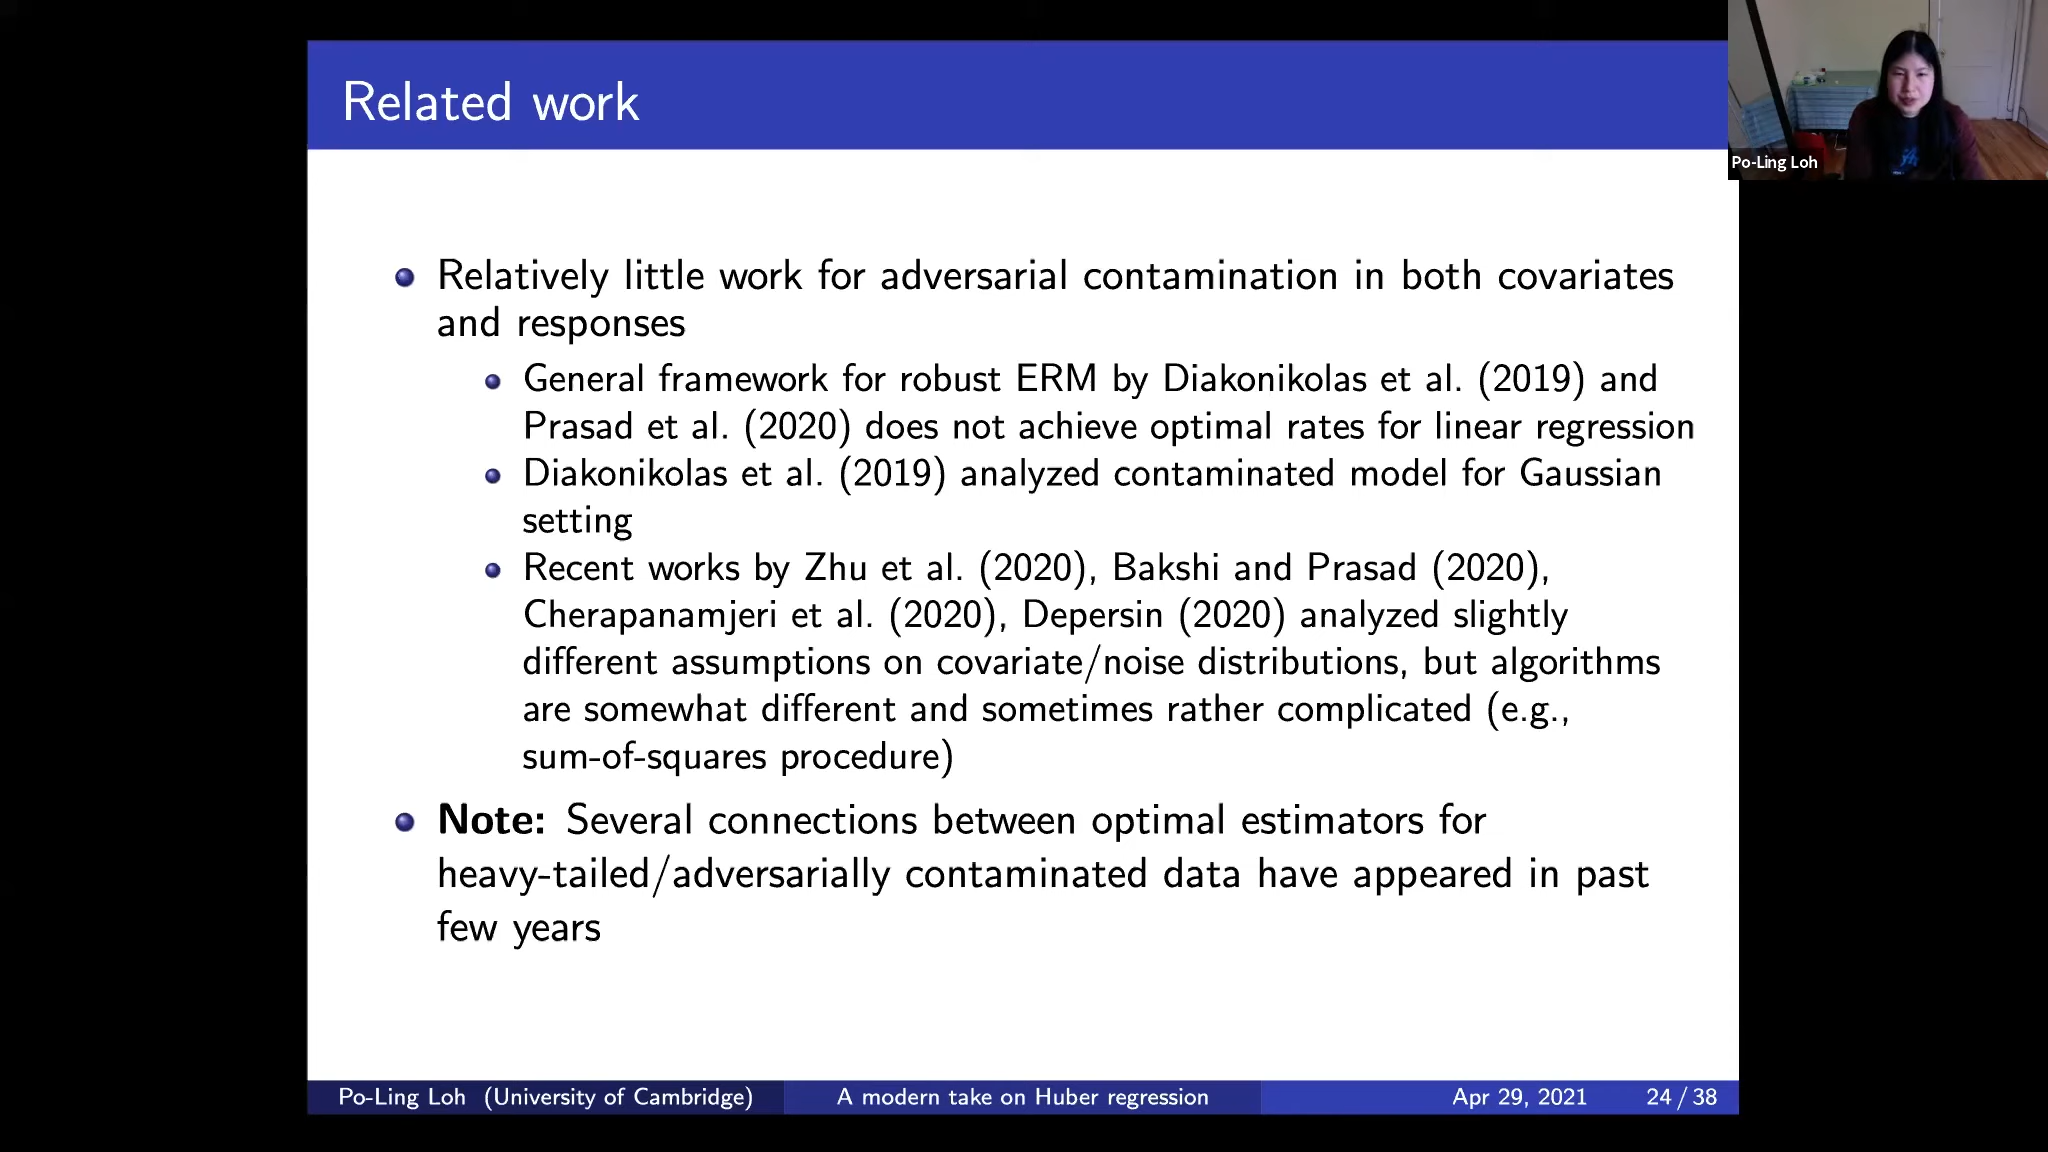 Related work
Po-Ling Loh
Relatively little work for adversarial contamination in both covariates
and responses
General framework for robust ERM by Diakonikolas et al. (2019) and
Prasad et al. (2020) does not achieve optimal rates for linear regression
Diakonikolas et al. (2019) analyzed contaminated model for Gaussian
setting
Recent works by Zhu et al. (2020), Bakshi and Prasad (2020),
Cherapanamjeri et al. (2020), Depersin (2020) analyzed slightly
different assumptions on covariate/noise distributions, but algorithms
are somewhat different and sometimes rather complicated (e.g.,
sum-of-squares procedure)
Note: Several connections between optimal estimators for
heavy-tailed/adversarially contaminated data have appeared in past
few years
Po-Ling Loh (University of Cambridge) A modern take on Huber regression Apr 29, 2021 24 / 38